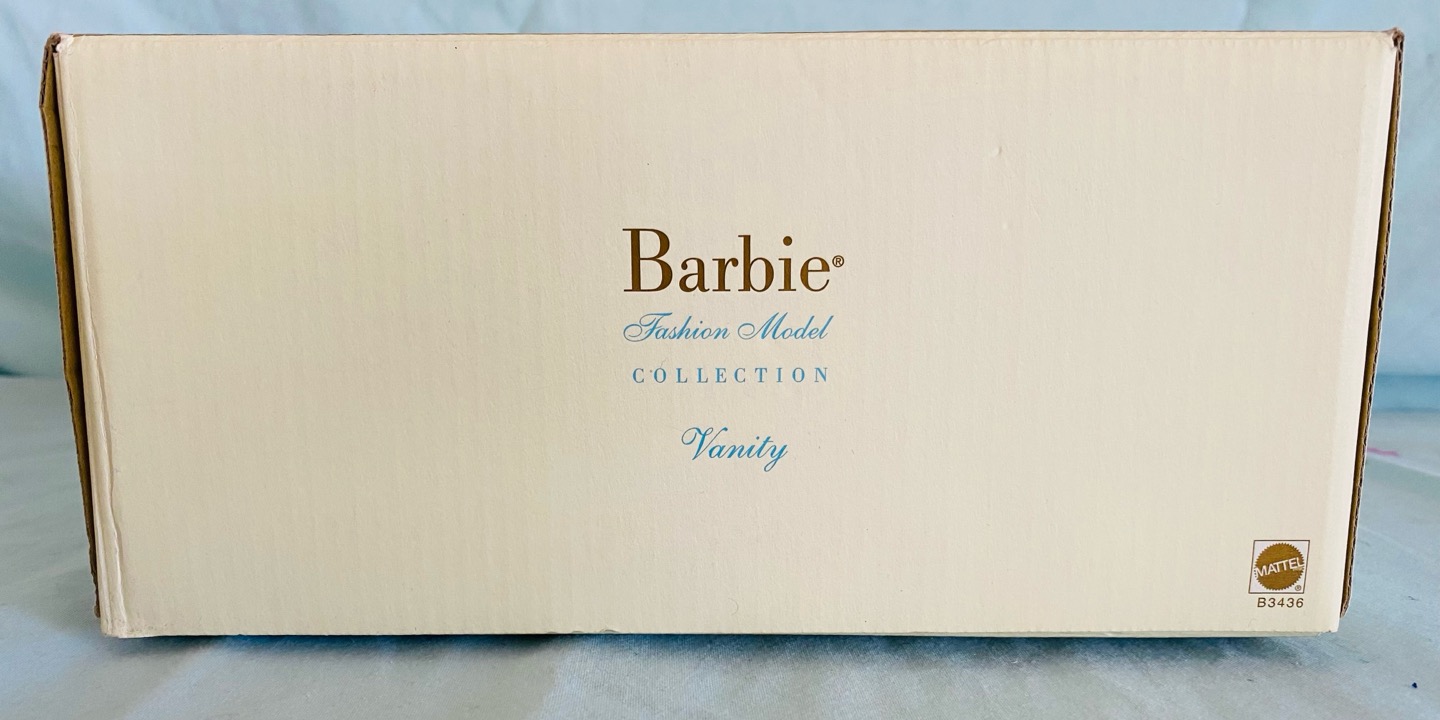 Barbie®
Fashion Model
COLLECTION
Vanity
MATTEL®
B3436